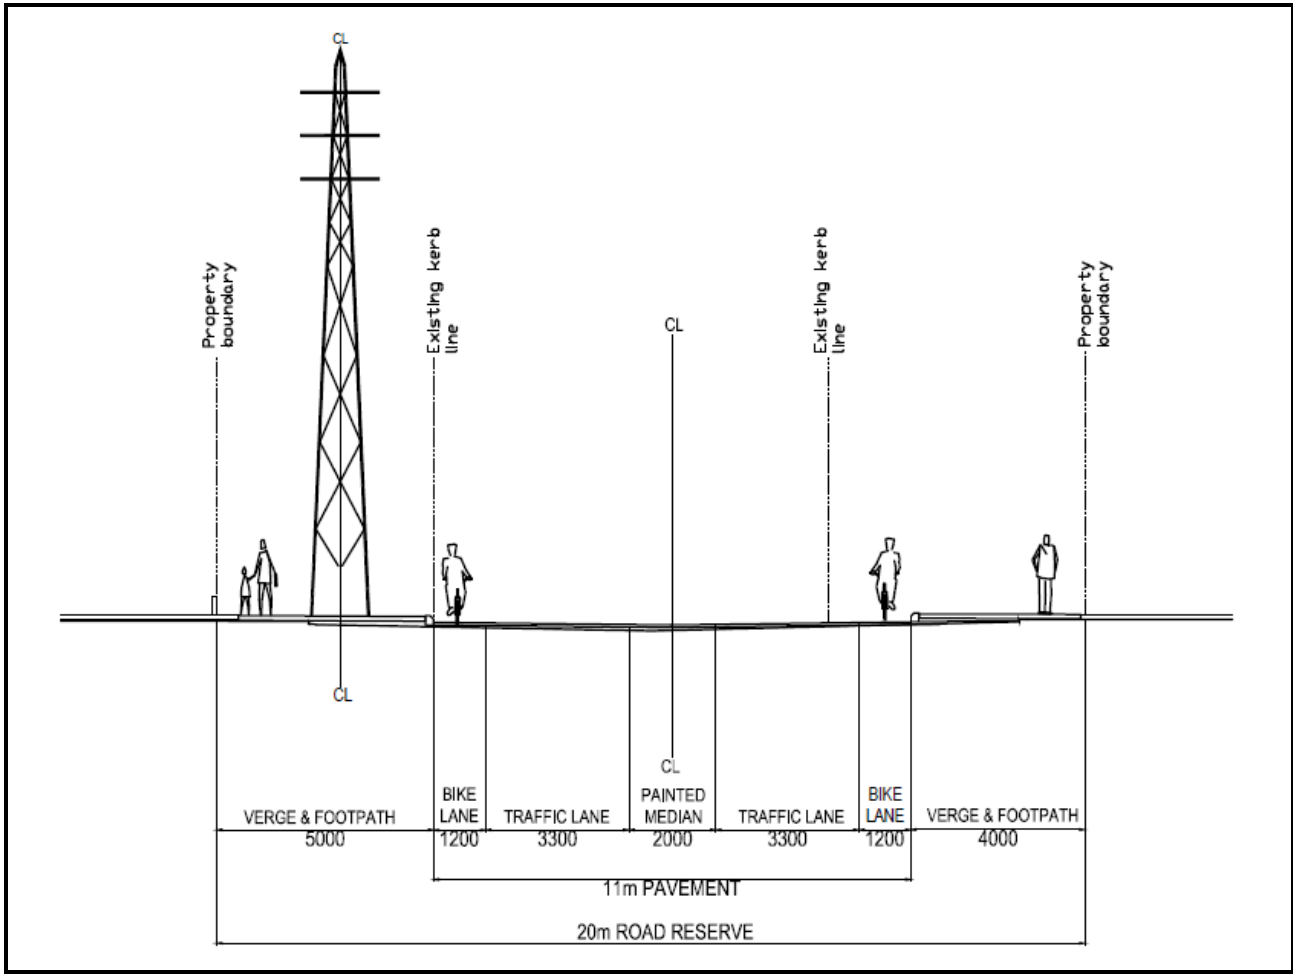 CL
Property
boundary
Existing kerb
line
CL
Existing kerb
line
Property
boundary
CL
CL
VERGE & FOOTPATH
5000
BIKE
LANE
1200
TRAFFIC LANE
3300
PAINTED
MEDIAN
2000
TRAFFIC LANE
3300
BIKE
LANE
1200
VERGE & FOOTPATH
4000
11m PAVEMENT
20m ROAD RESERVE